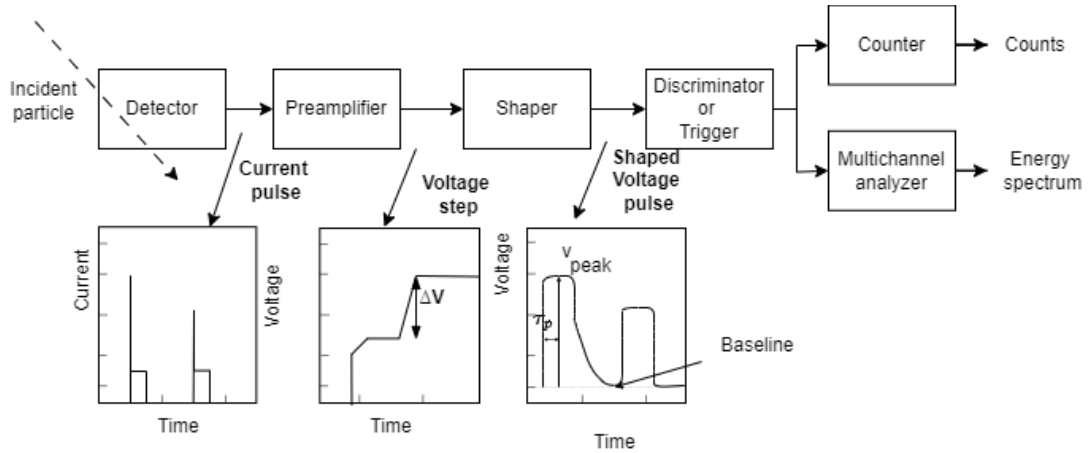 Incident
particle
Detector
Preamplifier
Shaper
Discriminator
or
Trigger
Counter
Counts
Multichannel
analyzer
Energy
spectrum
Current
pulse
Voltage
step
Shaped
Voltage
pulse
Current
Time
Voltage
ΔV
Time
Voltage
v
peak
τp
Baseline
Time